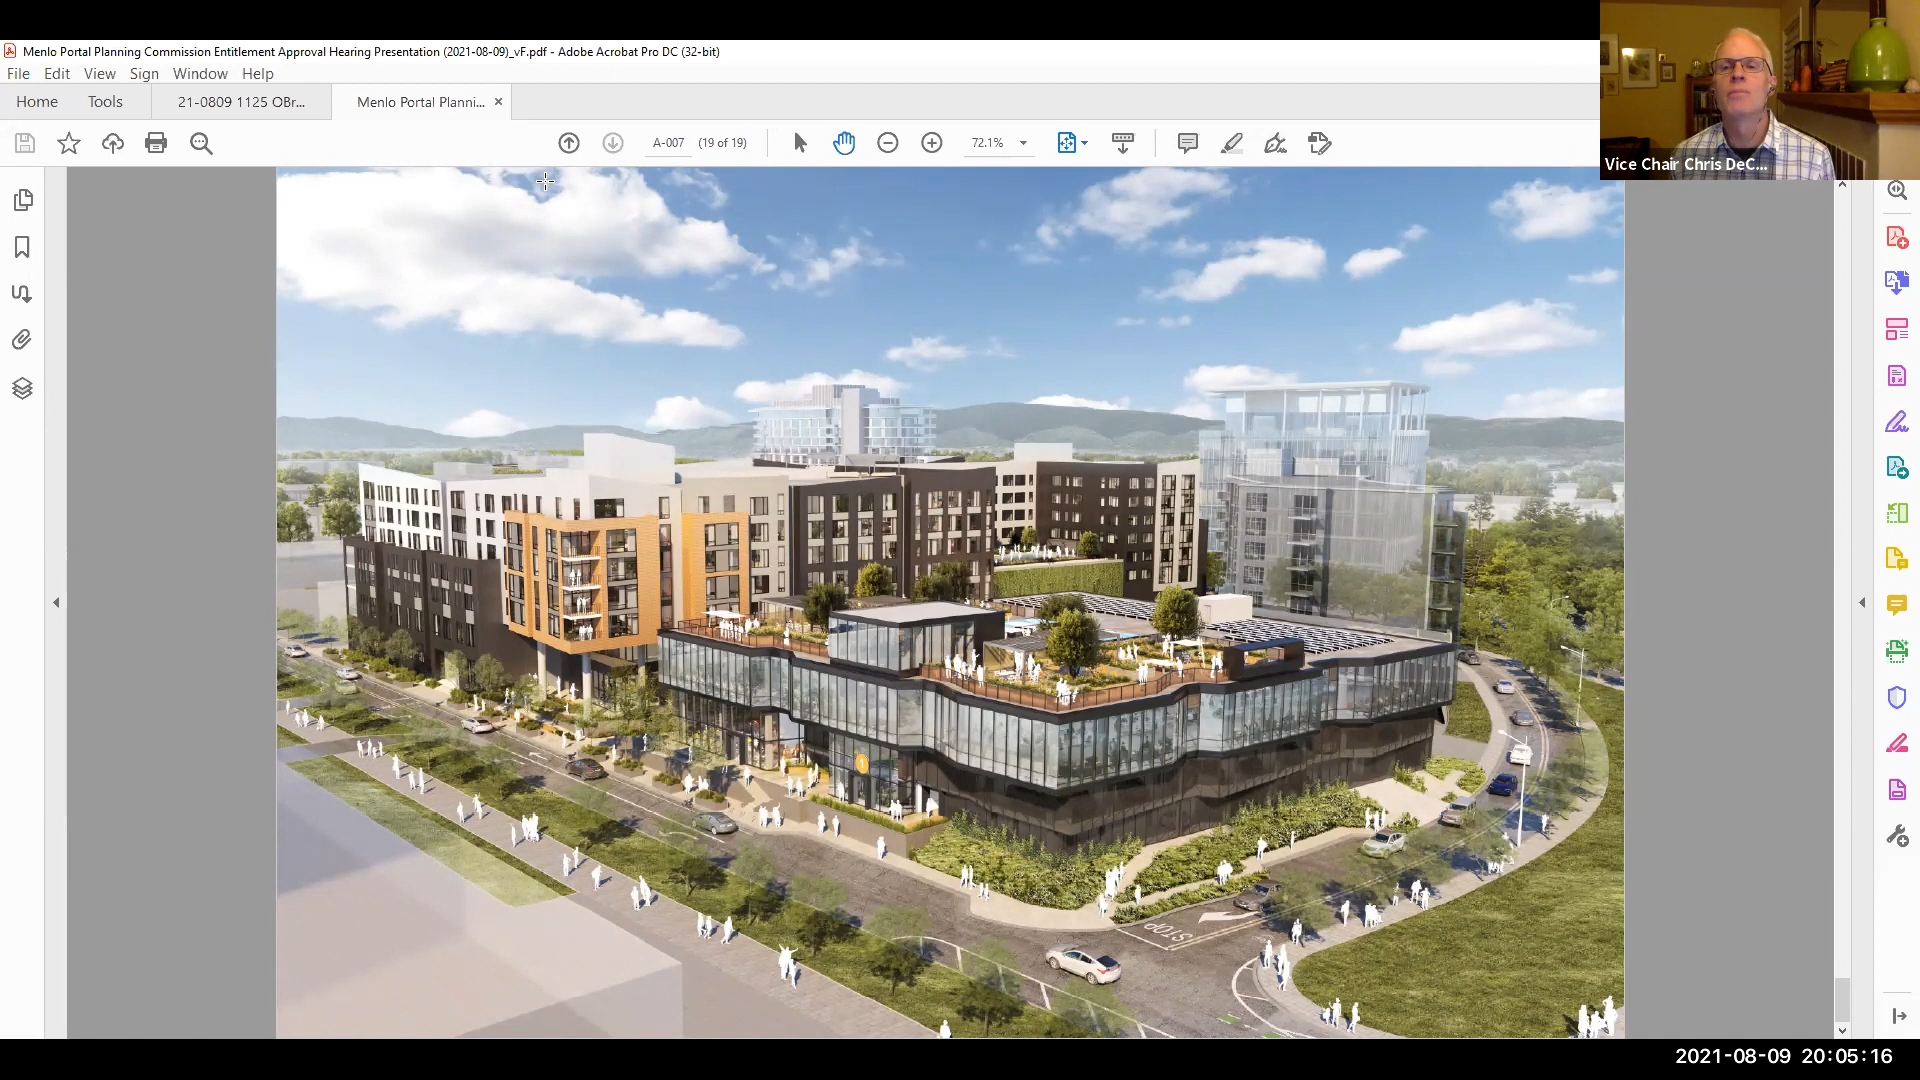 Menlo Portal Planning Commission Entitlement Approval Hearing Presentation (2021-08-09)_vF.pdf - Adobe Acrobat Pro DC (32-bit)
File Edit View Sign Window Help
Home Tools 21-0809 1125 OBr... Menlo Portal Planni... ×
A-007 (19 of 19) 72.1%
Vice Chair Chris DeC...
1
STOP
2021-08-09 20:05:16